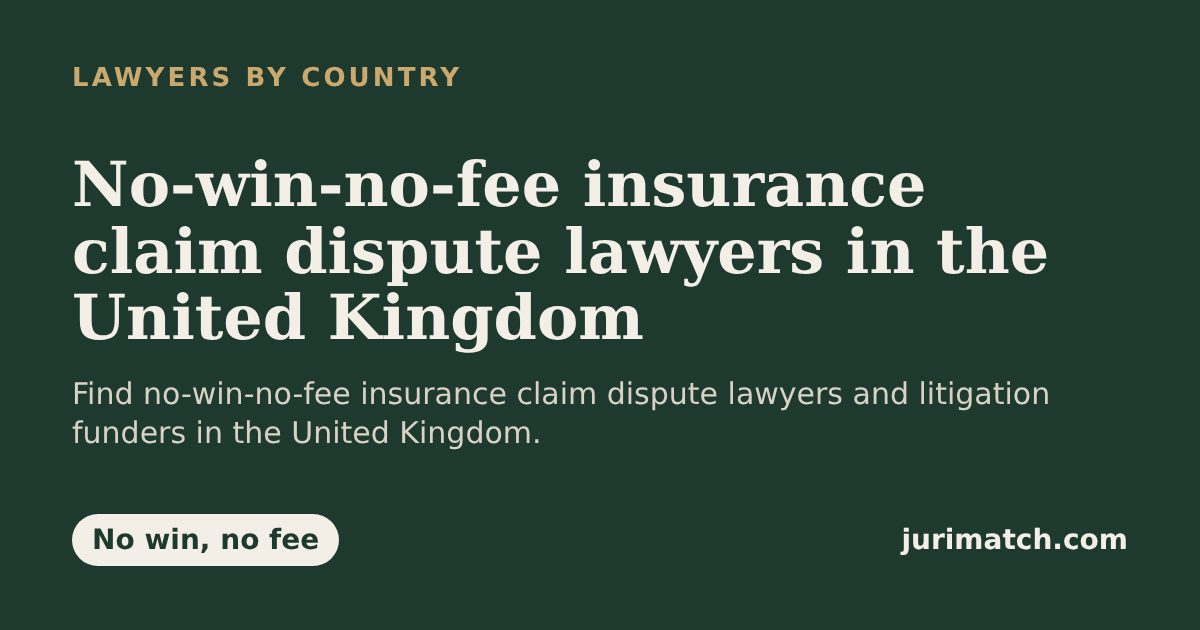 LAWYERS BY COUNTRY
No-win-no-fee insurance
claim dispute lawyers in the
United Kingdom
Find no-win-no-fee insurance claim dispute lawyers and litigation
funders in the United Kingdom.
No win, no fee
jurimatch.com